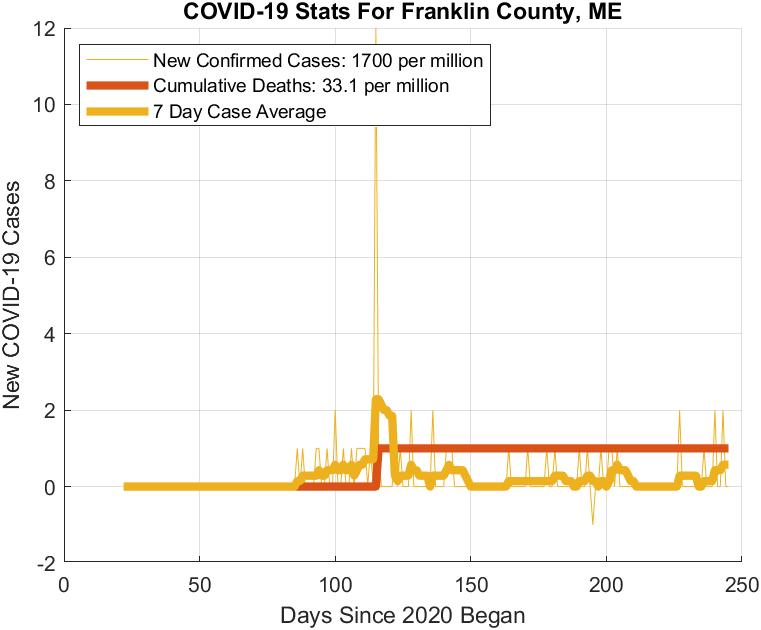 COVID-19 Stats For Franklin County, ME
New Confirmed Cases: 1700 per million
Cumulative Deaths: 33.1 per million
7 Day Case Average
New COVID-19 Cases
12
10
8
6
4
2
0
-2
0 50 100 150 200 250
Days Since 2020 Began